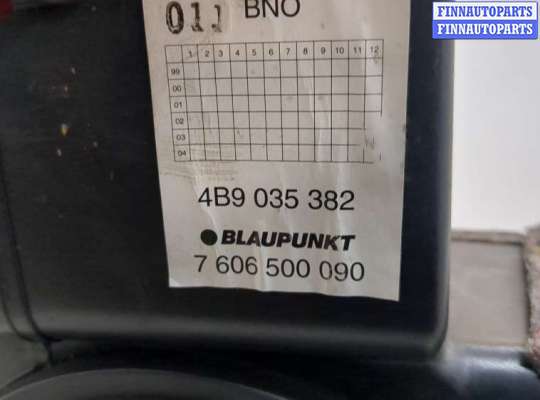 FINNAUTOPARTS
FINNAUTOPARTS
011 BNO
1 2 3 4 5 6 7 8 9 10 11 12
99
00
01
02
03
04
4B9 035 382
BLAUPUNKT
7 606 500 090